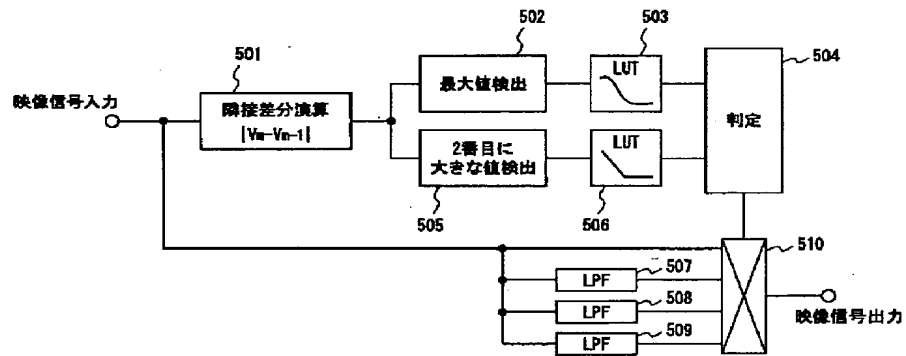 502
503
504
501
LUT
最大値検出
映像信号入力
隣接差分演算
|Vm-Vm-1|
判定
2番目に
大きな値検出
LUT
505
506
510
507
LPF
508
LPF
映像信号出力
509
LPF